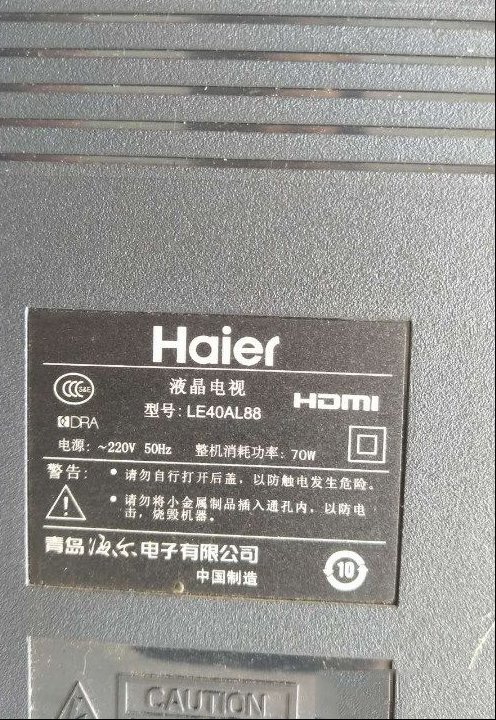 Haier
液晶电视
型号: LE40AL88
HDMI
CCC S&E
DRA
电源: ~220V 50Hz 整机消耗功率: 70W
警告:
• 请勿自行打开后盖，以防触电发生危险。
• 请勿将小金属制品插入通孔内，以防电
击，烧毁机器。
青岛海尔电子有限公司
中国制造
10
CAUTION